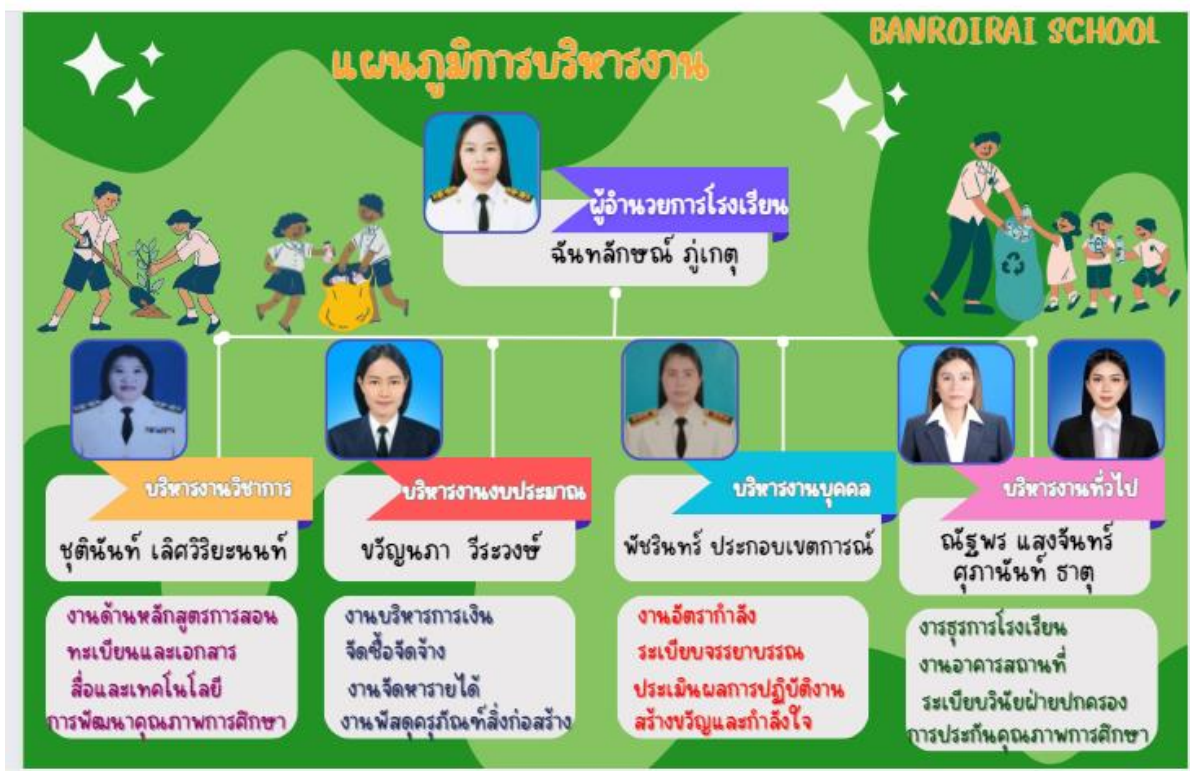 BANROIRAI SCHOOL
แผนภูมิการบริหารงาน
ผู้อำนวยการโรงเรียน
ฉันทลักษณ์ ภู่เกตุ
บริหารงานวิชาการ
ชุตินันท์ เลิศวิริยะนนท์
งานด้านหลักสูตรการสอน
ทะเบียนและเอกสาร
สื่อและเทคโนโลยี
การพัฒนาคุณภาพการศึกษา
บริหารงานงบประมาณ
ขวัญนภา วีระวงษ์
งานบริหารการเงิน
จัดซื้อจัดจ้าง
งานจัดหารายได้
งานพัสดุครุภัณฑ์สิ่งก่อสร้าง
บริหารงานบุคคล
พัชรินทร์ ประกอบเขตการณ์
งานอัตรากำลัง
ระเบียบจรรยาบรรณ
ประเมินผลการปฏิบัติงาน
สร้างขวัญและกำลังใจ
บริหารงานทั่วไป
ณัฐพร แสงจันทร์
ศุภานันท์ ธาตุ
งารธุรการโรงเรียน
งานอาคารสถานที่
ระเบียบวินัยฝ่ายปกครอง
การประกันคุณภาพการศึกษา